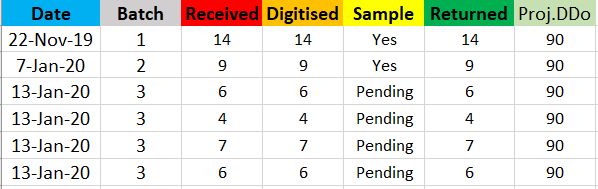 Date Batch Received Digitised Sample Returned Proj.DDo
22-Nov-19 1 14 14 Yes 14 90
7-Jan-20 2 9 9 Yes 9 90
13-Jan-20 3 6 6 Pending 6 90
13-Jan-20 3 4 4 Pending 4 90
13-Jan-20 3 7 7 Pending 7 90
13-Jan-20 3 6 6 Pending 6 90